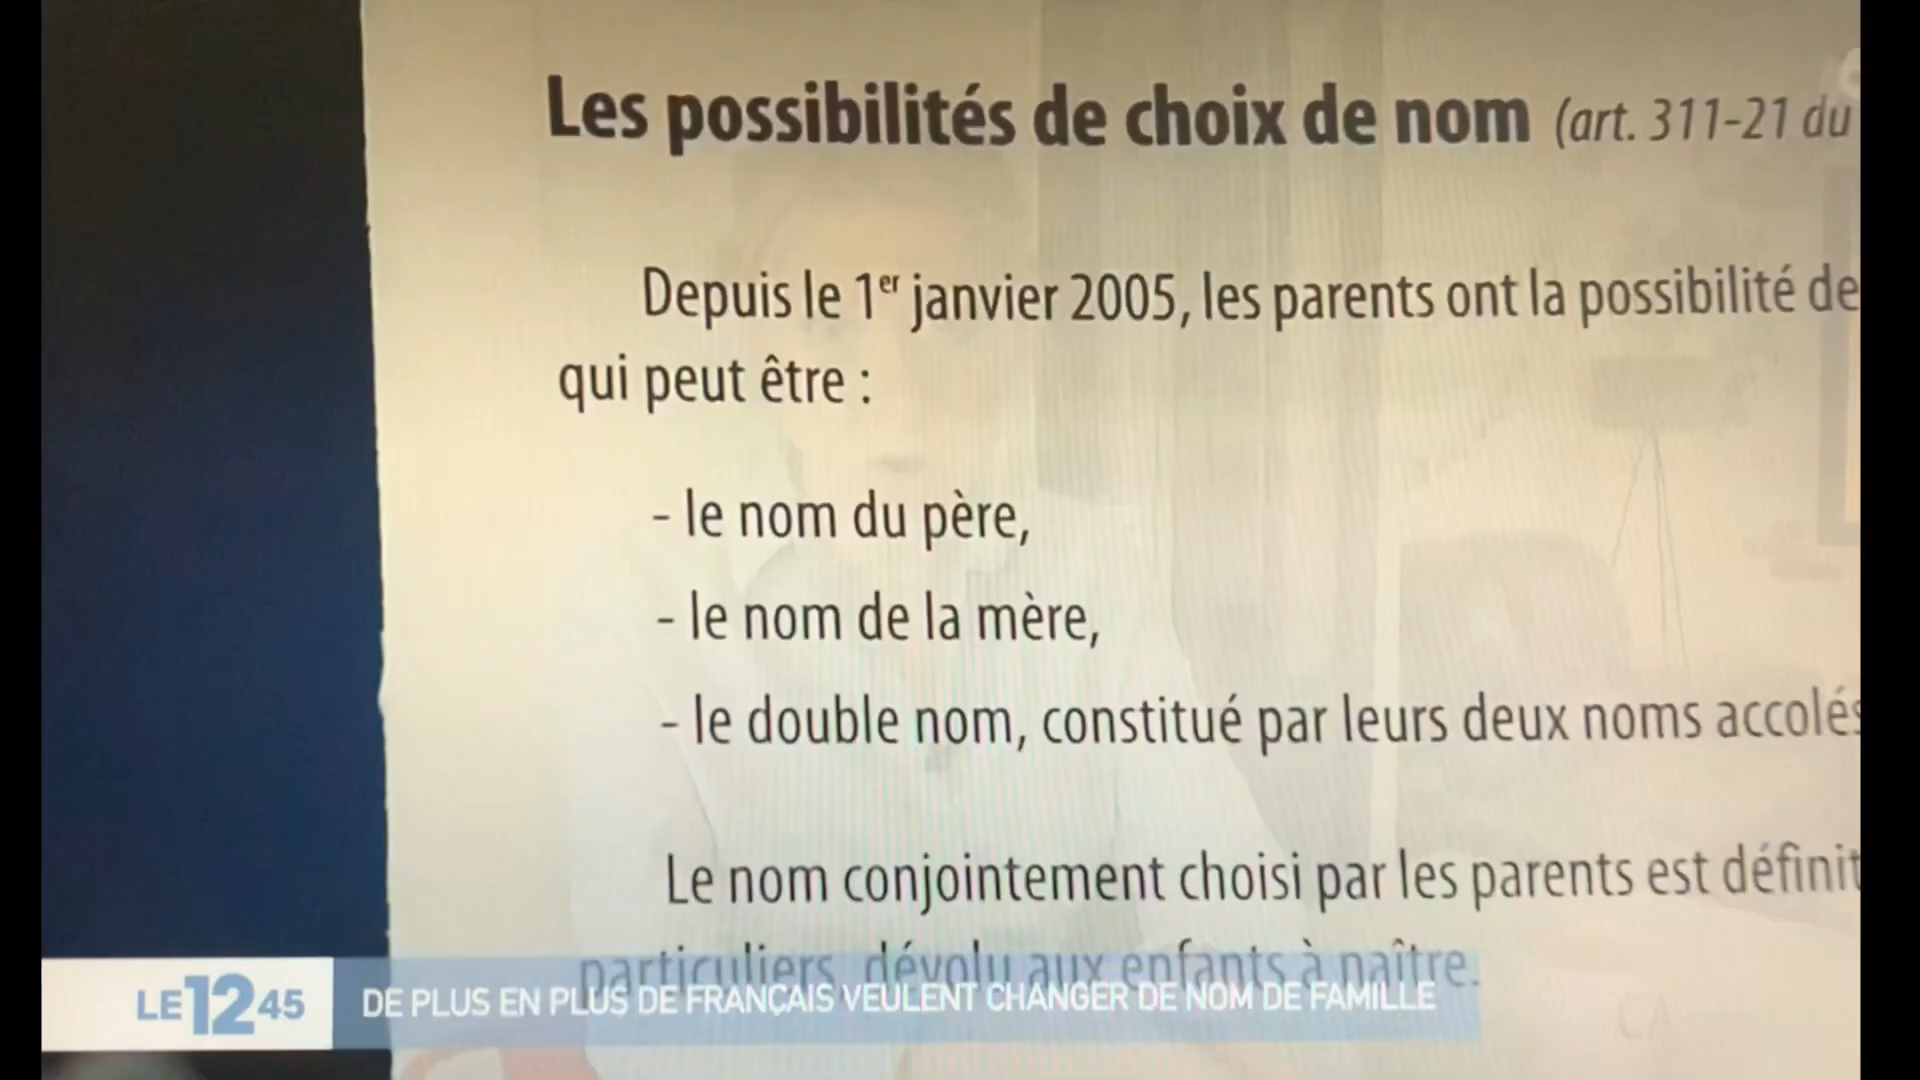 Les possibilités de choix de nom (art. 311-21 du
Depuis le 1er janvier 2005, les parents ont la possibilité de
qui peut être :
- le nom du père,
- le nom de la mère,
- le double nom, constitué par leurs deux noms accolés
Le nom conjointement choisi par les parents est définit
particuliers, dévolu aux enfants à naître.
LE 12 45 DE PLUS EN PLUS DE FRANÇAIS VEULENT CHANGER DE NOM DE FAMILLE